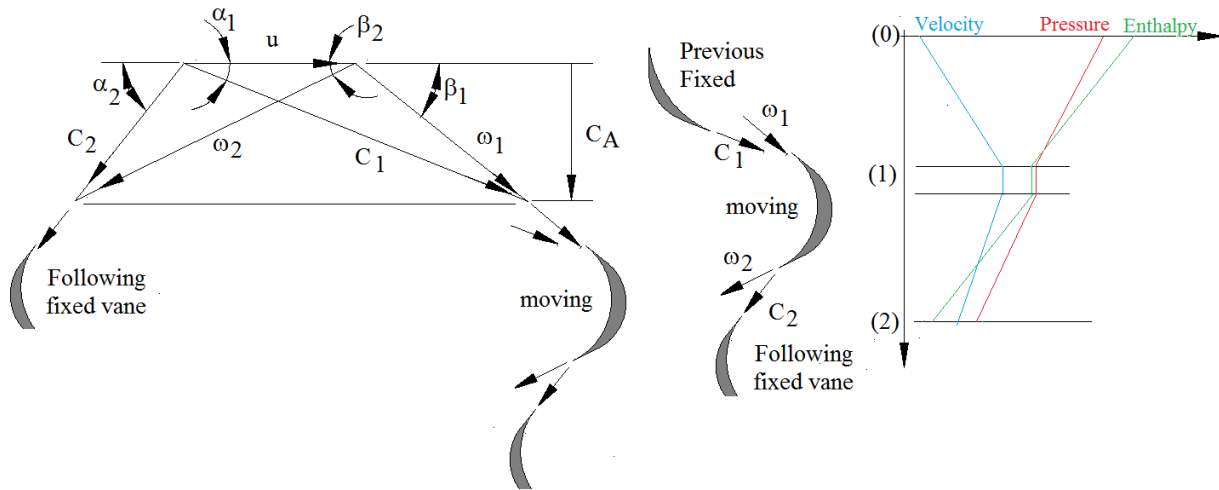 α1
u
β2
α2
β1
C2
ω2
C1
ω1
CA
Following
fixed vane
moving
Previous
Fixed
ω1
C1
moving
ω2
C2
Following
fixed vane
Velocity
Pressure
Enthalpy
(0)
(1)
(2)